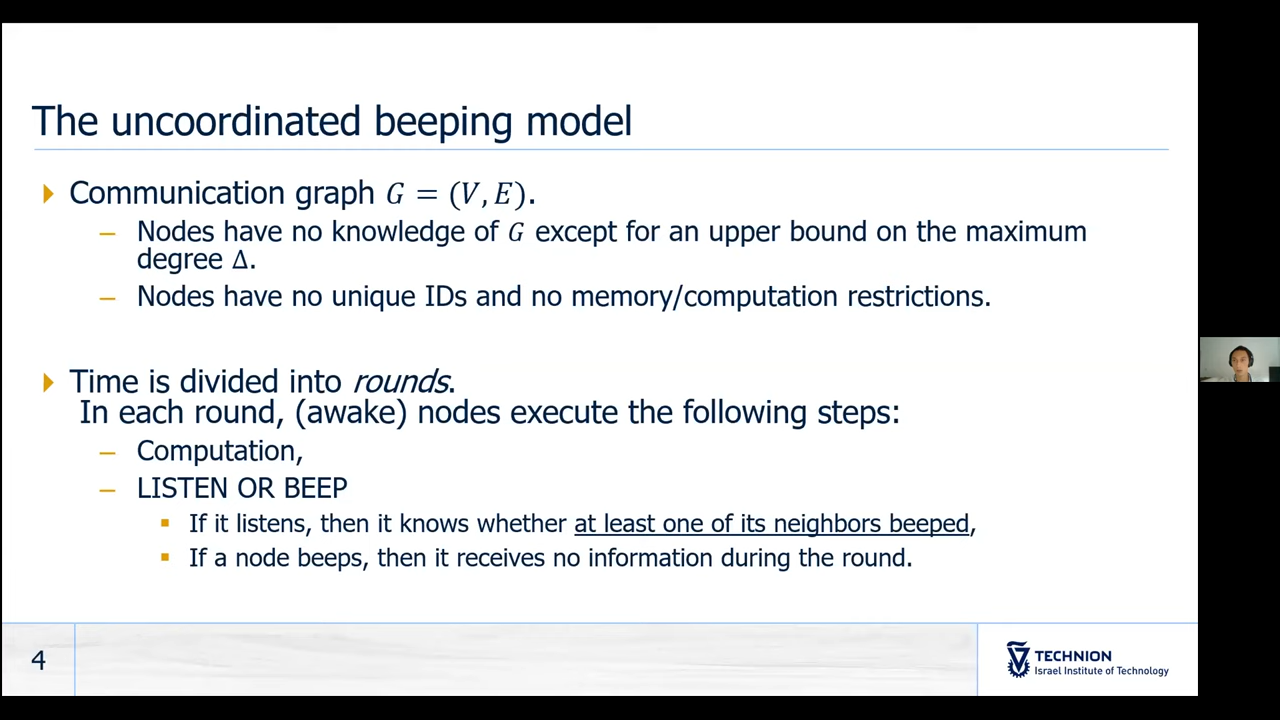 The uncoordinated beeping model
Communication graph G = (V, E).
– Nodes have no knowledge of G except for an upper bound on the maximum
degree Δ.
– Nodes have no unique IDs and no memory/computation restrictions.
Time is divided into rounds.
In each round, (awake) nodes execute the following steps:
– Computation,
– LISTEN OR BEEP
▪ If it listens, then it knows whether at least one of its neighbors beeped,
▪ If a node beeps, then it receives no information during the round.
4
TECHNION
Israel Institute of Technology